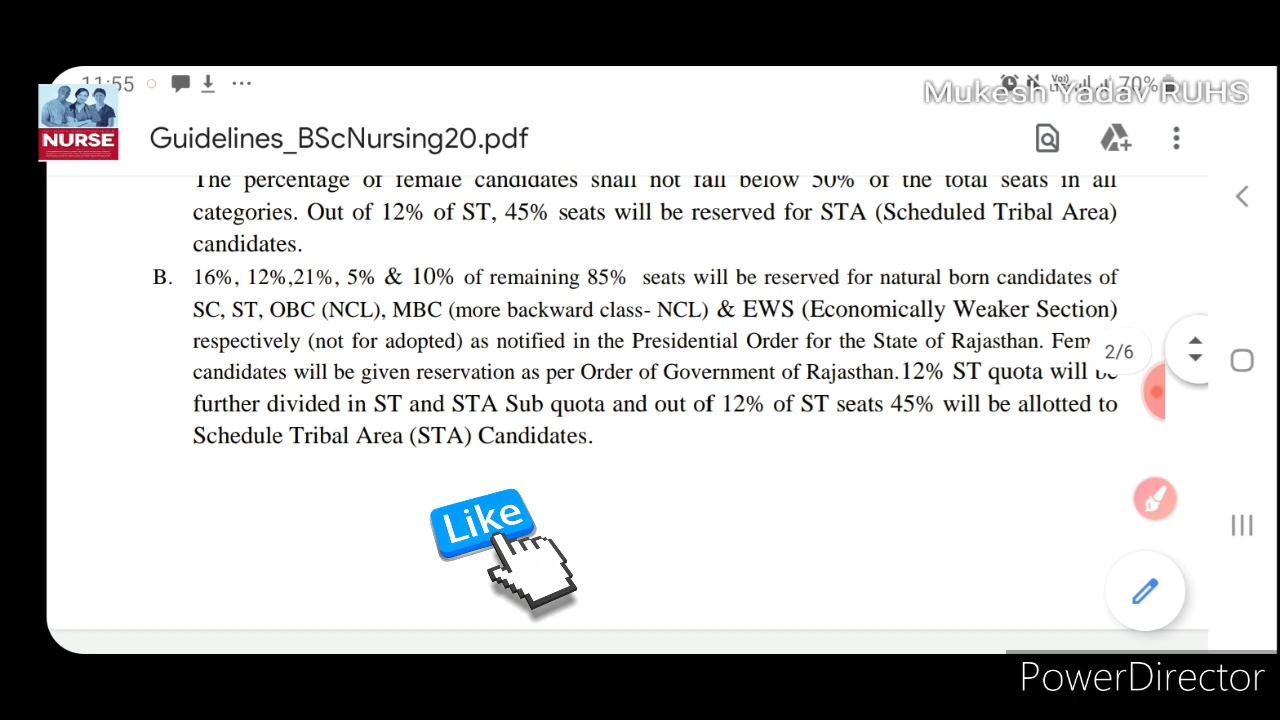 11:55
70%
Mukesh Yadav RUHS
NURSE
Guidelines_BScNursing20.pdf
The percentage of female candidates shall not fall below 50% of the total seats in all
categories. Out of 12% of ST, 45% seats will be reserved for STA (Scheduled Tribal Area)
candidates.
B. 16%, 12%,21%, 5% & 10% of remaining 85% seats will be reserved for natural born candidates of
SC, ST, OBC (NCL), MBC (more backward class- NCL) & EWS (Economically Weaker Section)
respectively (not for adopted) as notified in the Presidential Order for the State of Rajasthan. Fem
2/6
candidates will be given reservation as per Order of Government of Rajasthan.12% ST quota will be
further divided in ST and STA Sub quota and out of 12% of ST seats 45% will be allotted to
Schedule Tribal Area (STA) Candidates.
Like
PowerDirector